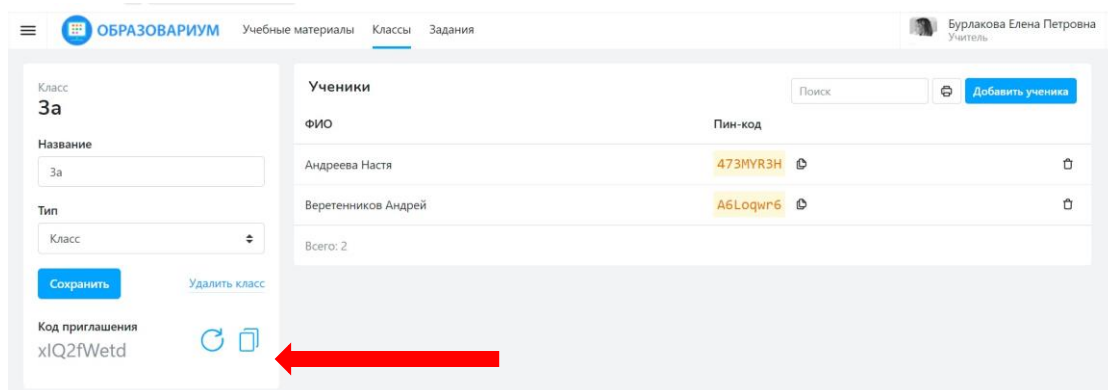 ОБРАЗОВАРИУМ Учебные материалы Классы Задания Бурлакова Елена Петровна
Учитель
Класс
3а
Название
3а
Тип
Класс
Сохранить Удалить класс
Код приглашения
xlQ2fWetd
Ученики Поиск Добавить ученика
ФИО Пин-код
Андреева Настя 473MYR3H
Веретенников Андрей A6Loqwr6
Всего: 2